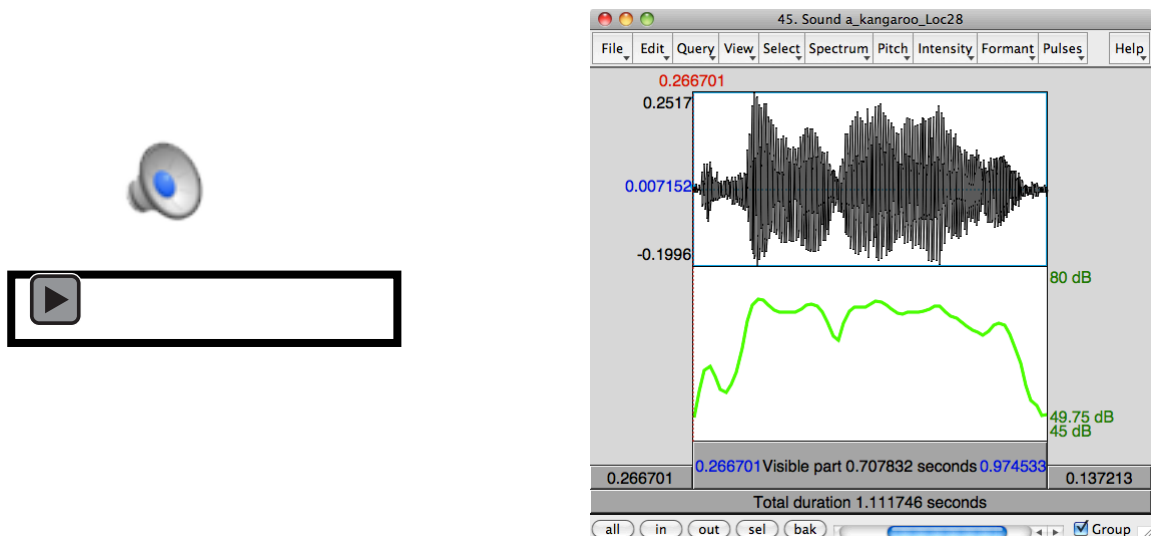 45. Sound a_kangaroo_Loc28
File Edit Query View Select Spectrum Pitch Intensity Formant Pulses Help
0.266701
0.2517
0.007152
-0.1996
80 dB
49.75 dB
45 dB
0.266701 0.266701 Visible part 0.707832 seconds 0.974533 0.137213
Total duration 1.111746 seconds
all in out sel bak Group